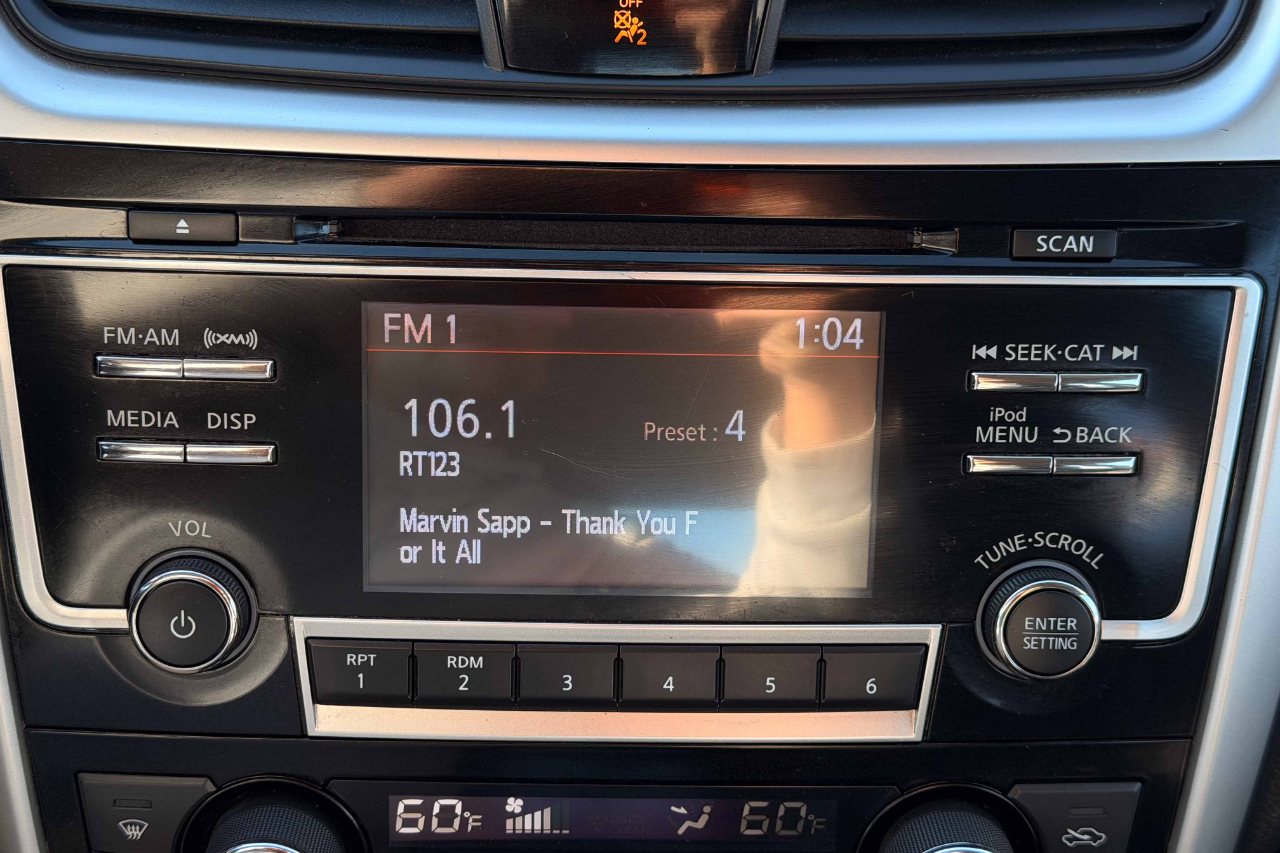 OFF
2
SCAN
FM·AM
XM
MEDIA DISP
VOL
FM 1 1:04
106.1
Preset : 4
RT123
Marvin Sapp - Thank You F
or It All
SEEK·CAT
iPod
MENU BACK
TUNE·SCROLL
ENTER
SETTING
RPT
1
RDM
2
3
4
5
6
60°F
60°F